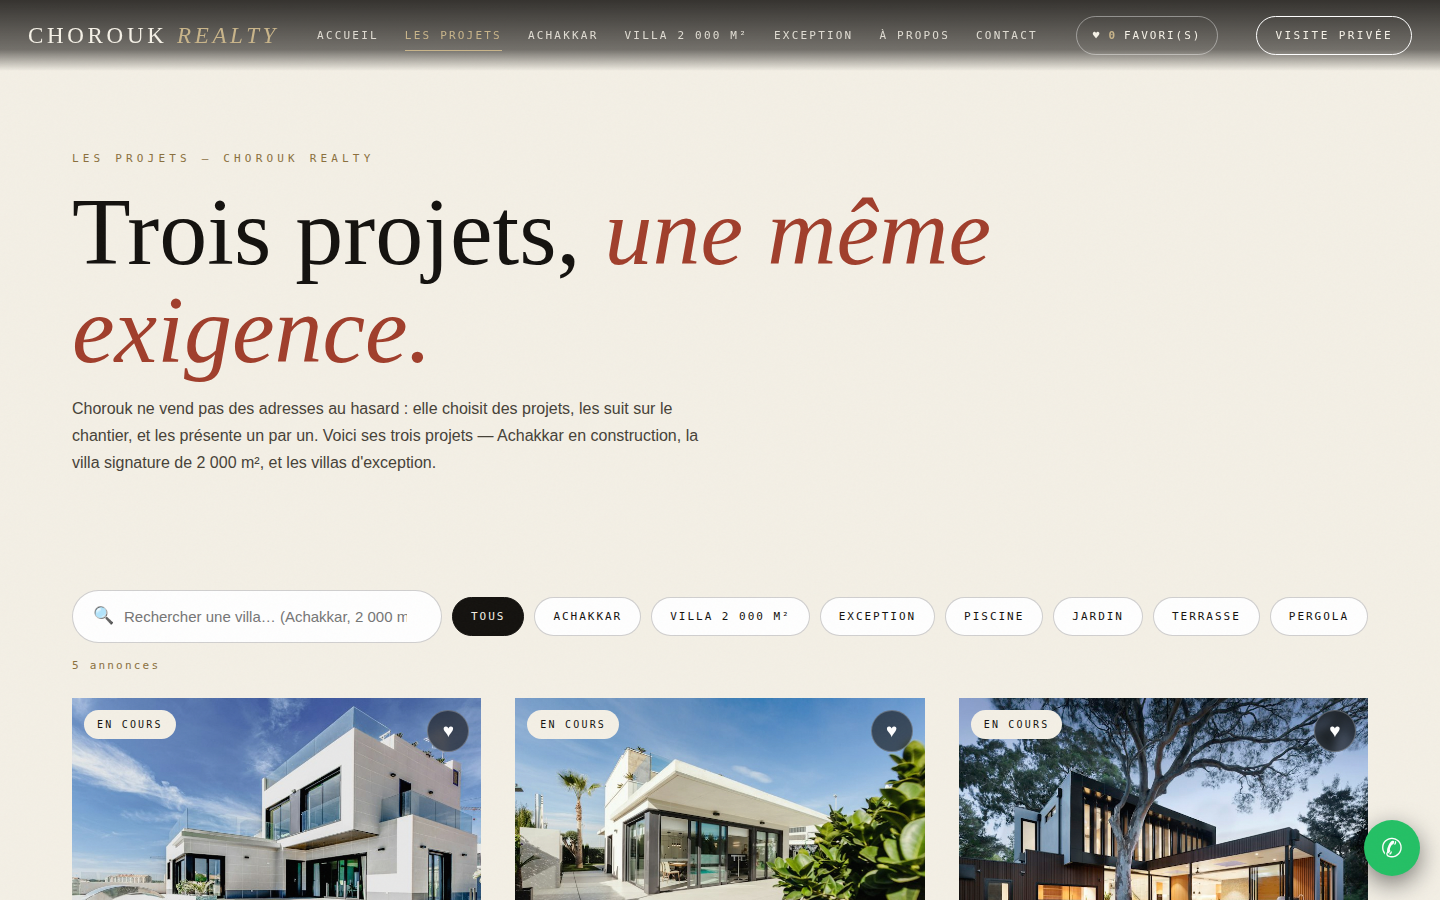 CHOROUK REALTY ACCUEIL LES PROJETS ACHAKKAR VILLA 2 000 M² EXCEPTION À PROPOS CONTACT ♥ 0 FAVORI(S) VISITE PRIVÉE
LES PROJETS — CHOROUK REALTY
Trois projets, une même
exigence.
Chorouk ne vend pas des adresses au hasard : elle choisit des projets, les suit sur le
chantier, et les présente un par un. Voici ses trois projets — Achakkar en construction, la
villa signature de 2 000 m², et les villas d'exception.
Rechercher une villa… (Achakkar, 2 000 m TOUS ACHAKKAR VILLA 2 000 M² EXCEPTION PISCINE JARDIN TERRASSE PERGOLA
5 annonces
EN COURS EN COURS EN COURS